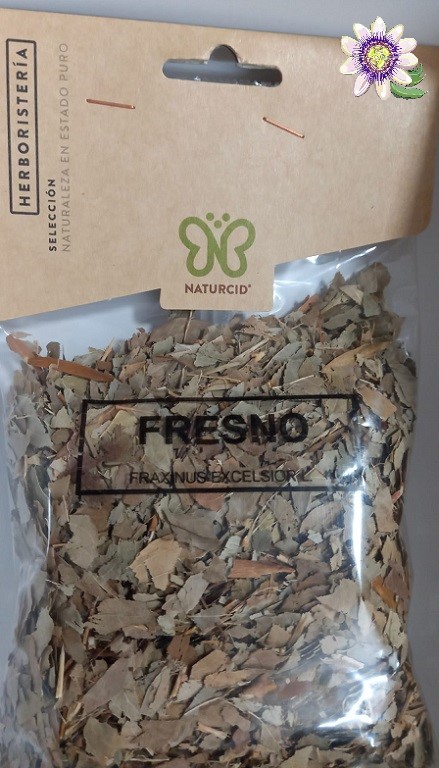 HERBORISTERÍA
SELECCIÓN
NATURALEZA EN ESTADO PURO
NATURCID®
FRESNO
FRAXINUS EXCELSIOR L.